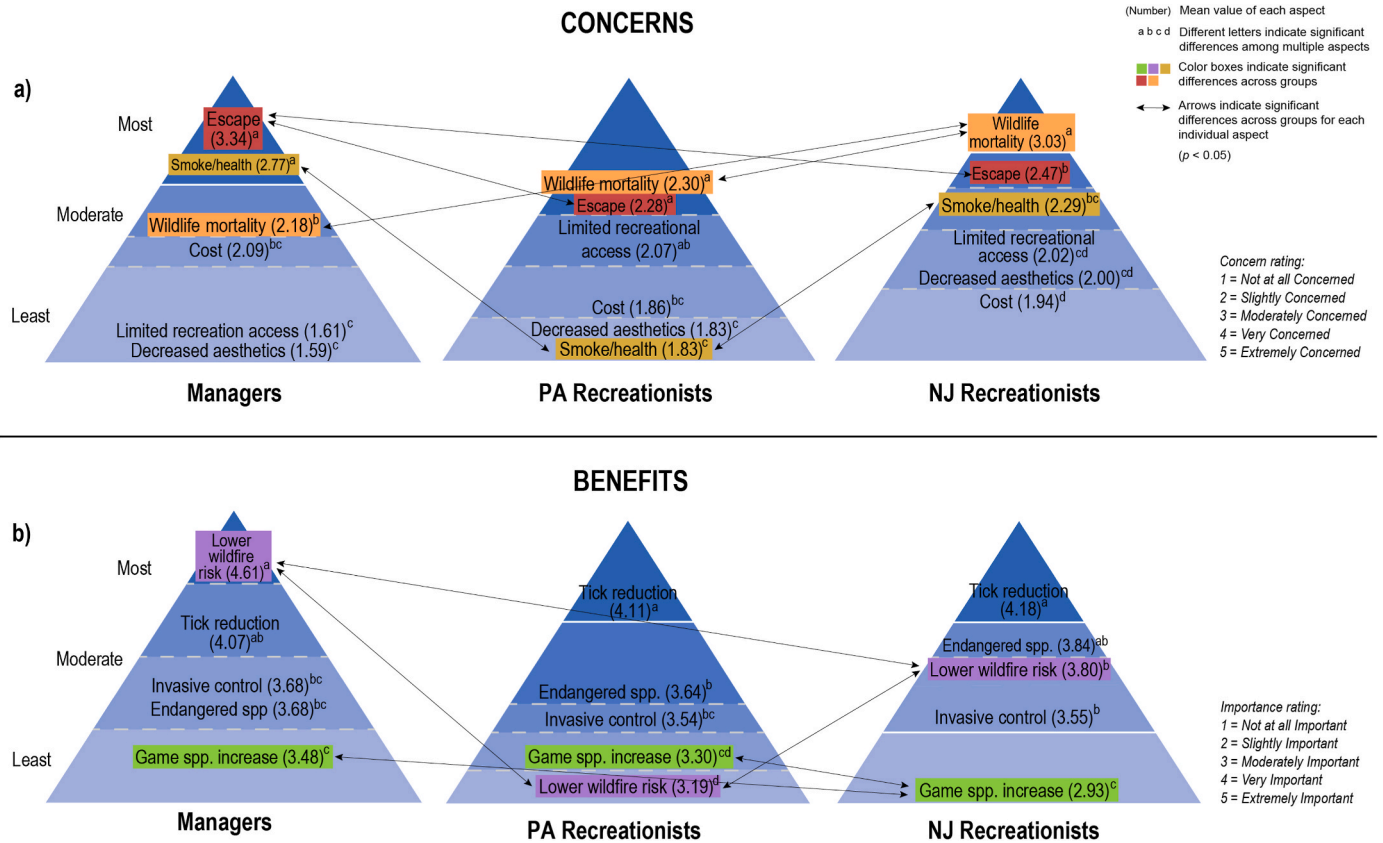 CONCERNS
(Number) Mean value of each aspect
a b c d Different letters indicate significant
differences among multiple aspects
Color boxes indicate significant
differences across groups
Arrows indicate significant
differences across groups for each
individual aspect
(p < 0.05)
a)
Most
Moderate
Least
Escape
(3.34)a
Smoke/health (2.77)a
Wildlife mortality (2.18)b
Cost (2.09)bc
Limited recreation access (1.61)c
Decreased aesthetics (1.59)c
Managers
Wildlife mortality (2.30)a
Escape (2.28)a
Limited recreational
access (2.07)ab
Cost (1.86)bc
Decreased aesthetics (1.83)c
Smoke/health (1.83)c
PA Recreationists
Wildlife
mortality (3.03)a
Escape (2.47)b
Smoke/health (2.29)bc
Limited recreational
access (2.02)cd
Decreased aesthetics (2.00)cd
Cost (1.94)d
NJ Recreationists
Concern rating:
1 = Not at all Concerned
2 = Slightly Concerned
3 = Moderately Concerned
4 = Very Concerned
5 = Extremely Concerned
BENEFITS
b)
Most
Moderate
Least
Lower
wildfire
risk (4.61)a
Tick reduction
(4.07)ab
Invasive control (3.68)bc
Endangered spp (3.68)bc
Game spp. increase (3.48)c
Managers
Tick reduction
(4.11)a
Endangered spp. (3.64)b
Invasive control (3.54)bc
Game spp. increase (3.30)cd
Lower wildfire risk (3.19)d
PA Recreationists
Tick reduction
(4.18)a
Endangered spp. (3.84)ab
Lower wildfire risk (3.80)b
Invasive control (3.55)b
Game spp. increase (2.93)c
NJ Recreationists
Importance rating:
1 = Not at all Important
2 = Slightly Important
3 = Moderately Important
4 = Very Important
5 = Extremely Important